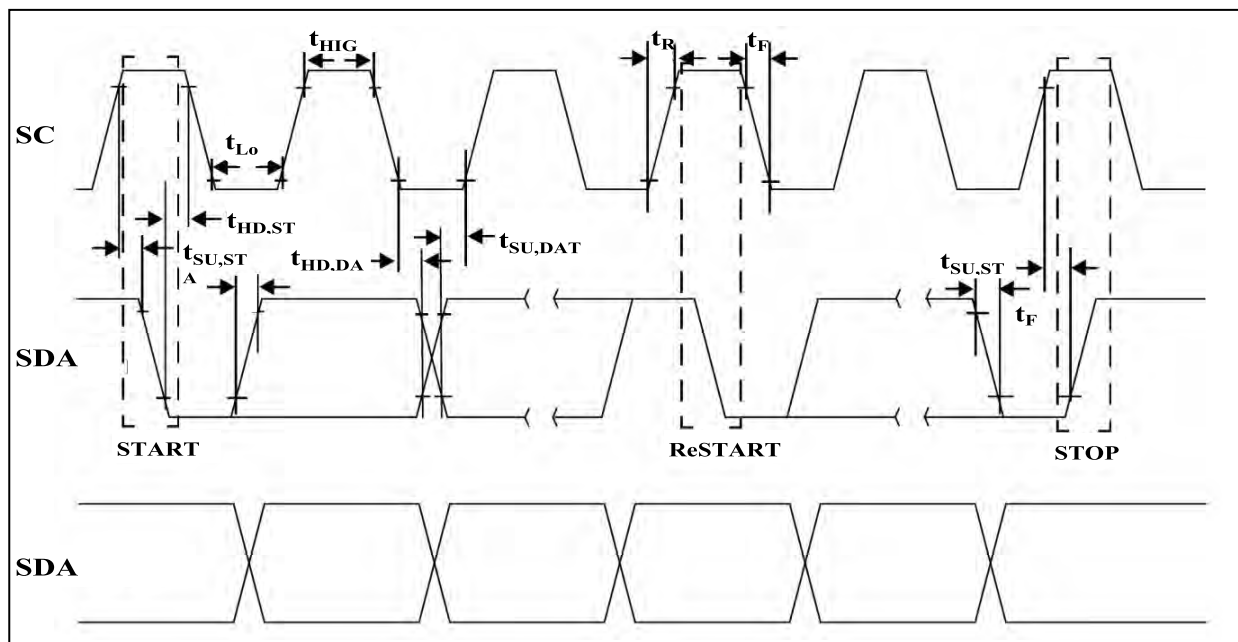 tHIG
tR
tF
SC
tLo
tHD,ST
tSU,ST
A
tHD,DA
tSU,DAT
tSU,ST
tF
SDA
START
ReSTART
STOP
SDA